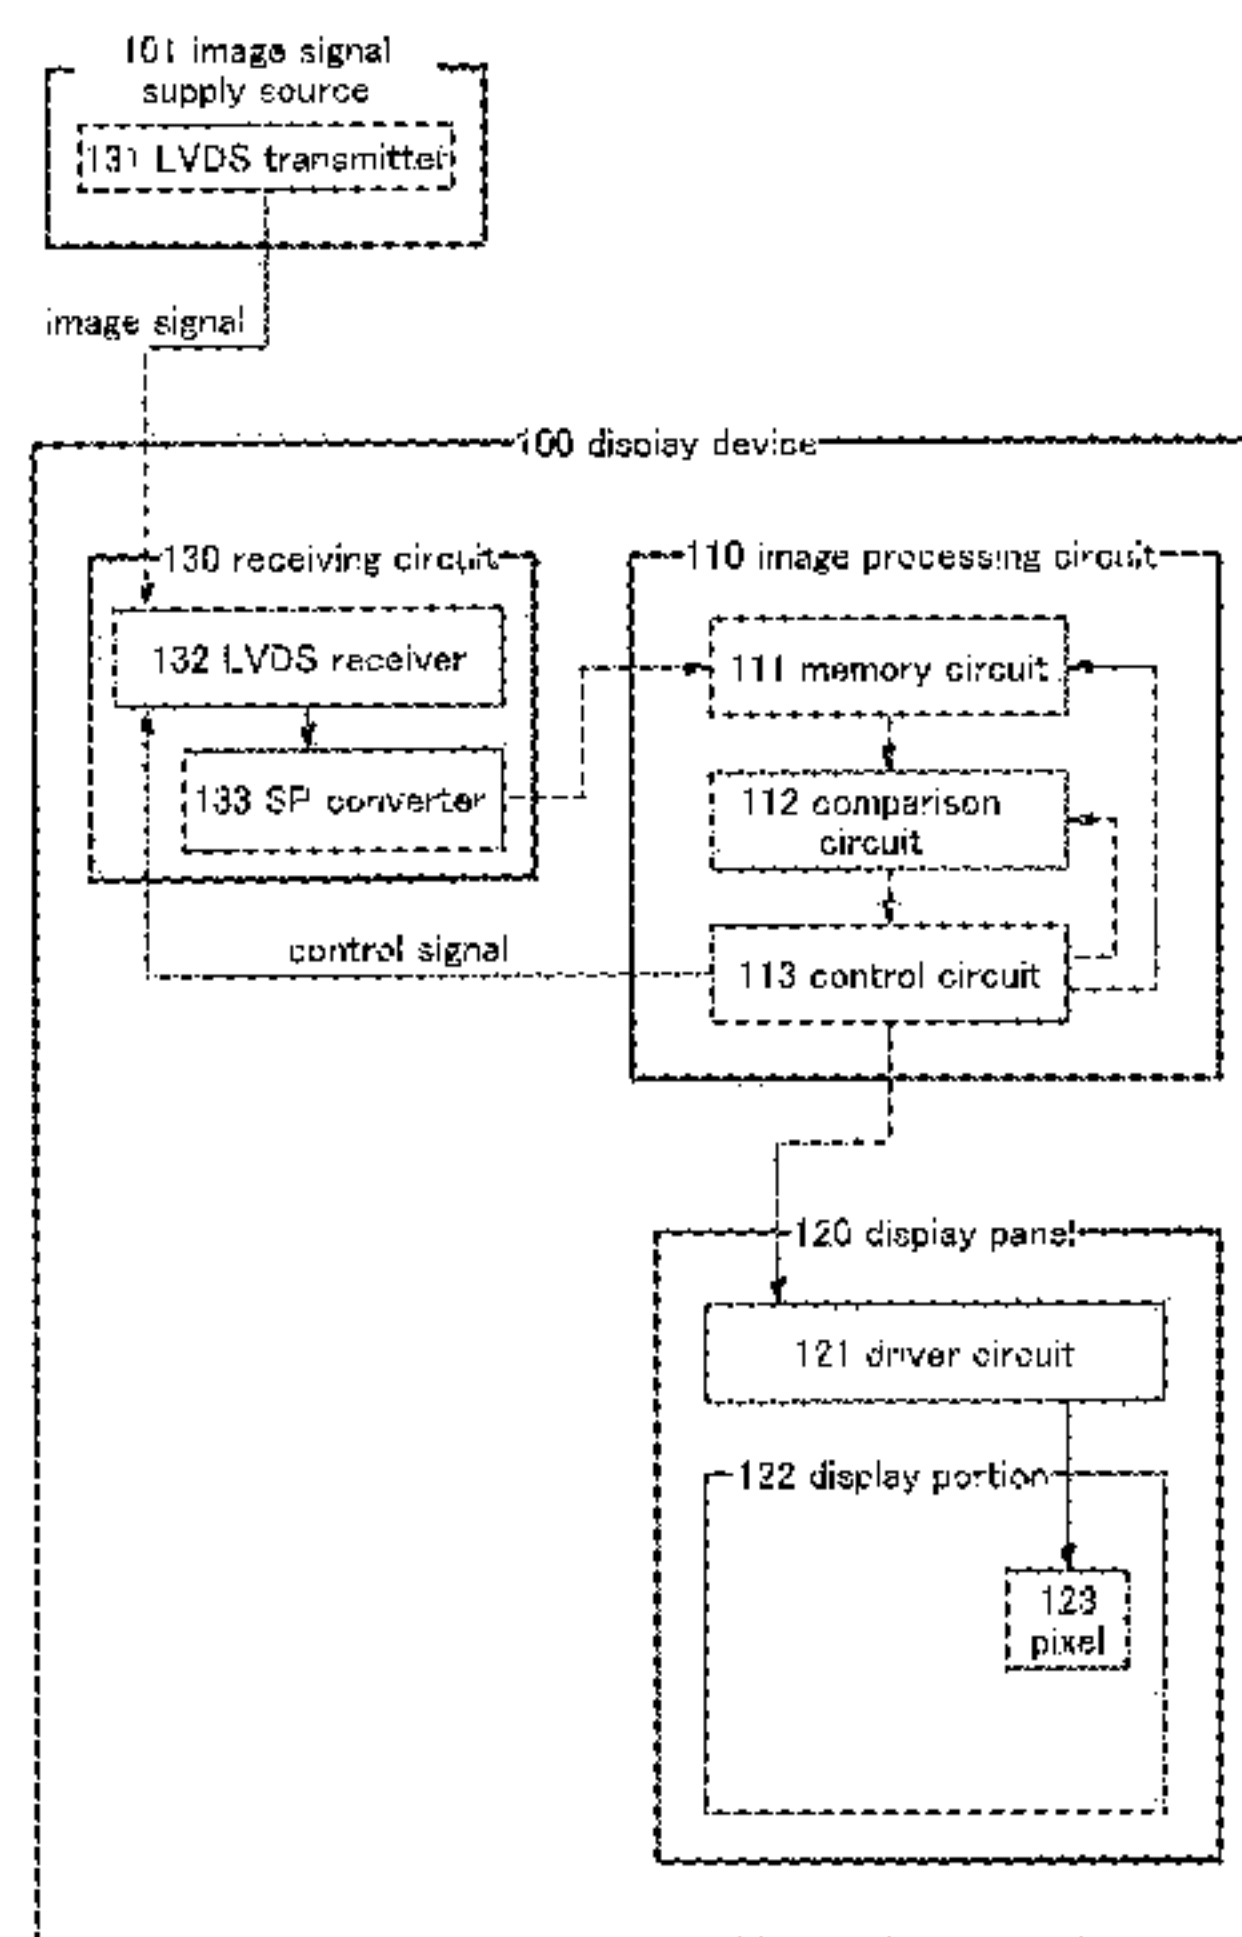 101 image signal
supply source
131 LVDS transmitter
image signal
100 display device
130 receiving circuit
110 image processing circuit
132 LVDS receiver
111 memory circuit
133 SP converter
112 comparison
circuit
control signal
113 control circuit
120 display panel
121 driver circuit
122 display portion
123
pixel